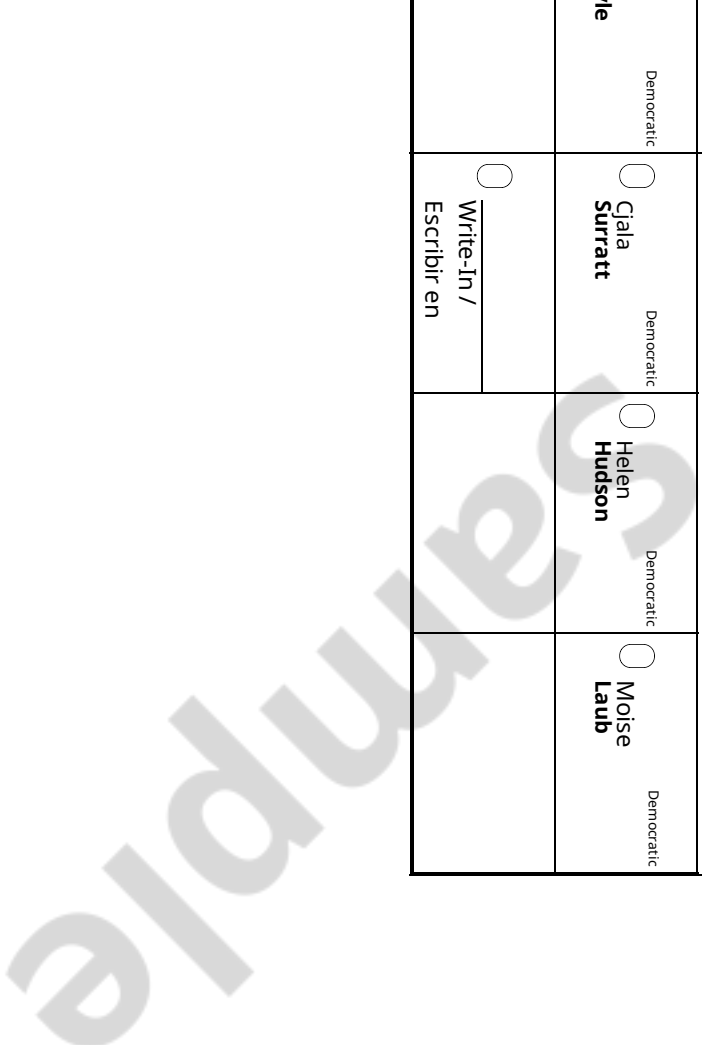 Democratic
Cjala
Surratt
Democratic
Helen
Hudson
Democratic
Moise
Laub
Democratic
Write-In /
Escribir en
sample